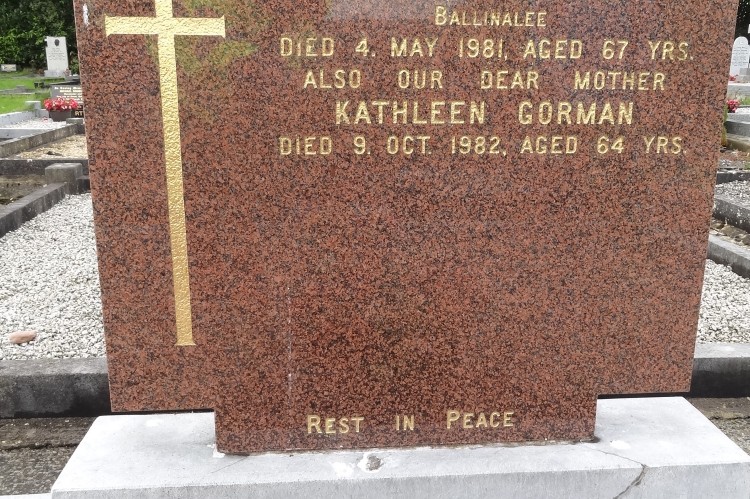 Ballinalee
Died 4. May 1981, aged 67 yrs.
also our dear mother
Kathleen Gorman
Died 9. Oct. 1982, aged 64 yrs.
Rest in Peace